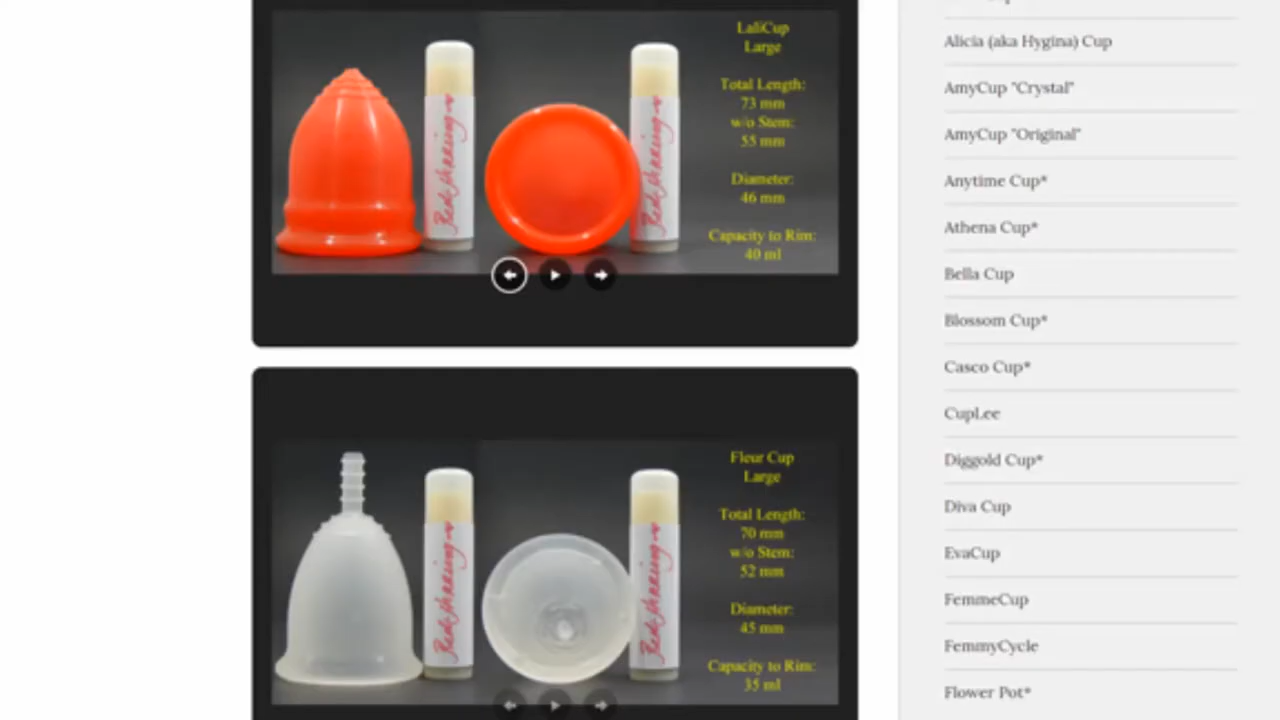 LaliCup
Large
Total Length:
73 mm
w/o Stem:
55 mm
Diameter:
46 mm
Capacity to Rim:
40 ml
Fleur Cup
Large
Total Length:
70 mm
w/o Stem:
52 mm
Diameter:
45 mm
Capacity to Rim:
35 ml
Alicia (aka Hygina) Cup
AmyCup "Crystal"
AmyCup "Original"
Anytime Cup*
Athena Cup*
Bella Cup
Blossom Cup*
Casco Cup*
CupLee
Diggold Cup*
Diva Cup
EvaCup
FemmeCup
FemmyCycle
Flower Pot*